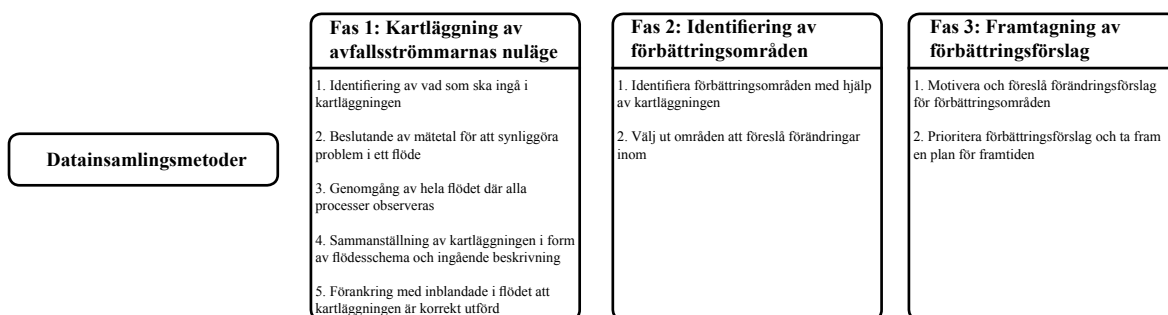 Datainsamlingsmetoder
Fas 1: Kartläggning av
avfallsströmmarnas nuläge
1. Identifiering av vad som ska ingå i
kartläggningen
2. Beslutande av mätetal för att synliggöra
problem i ett flöde
3. Genomgång av hela flödet där alla
processer observeras
4. Sammanställning av kartläggningen i form
av flödesschema och ingående beskrivning
5. Förankring med inblandade i flödet att
kartläggningen är korrekt utförd
Fas 2: Identifiering av
förbättringsområden
1. Identifiera förbättringsområden med hjälp
av kartläggningen
2. Välj ut områden att föreslå förändringar
inom
Fas 3: Framtagning av
förbättringsförslag
1. Motivera och föreslå förändringsförslag
för förbättringsområden
2. Prioritera förbättringsförslag och ta fram
en plan för framtiden